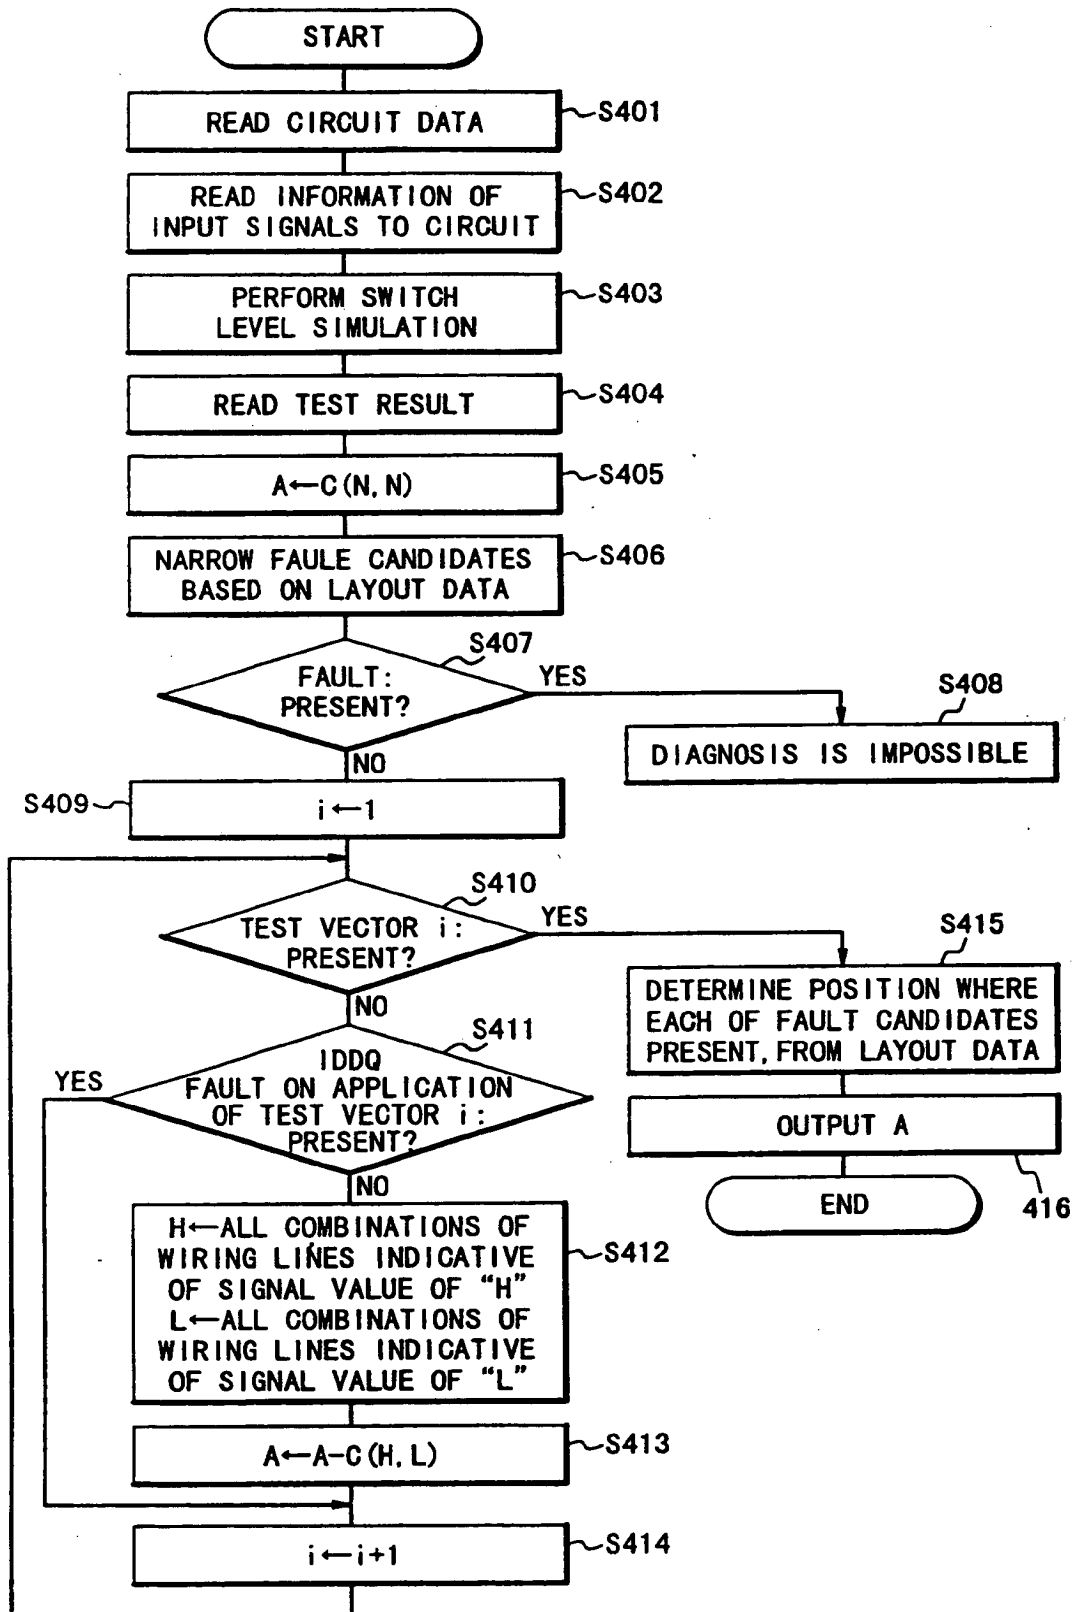 START
READ CIRCUIT DATA
S401
READ INFORMATION OF
INPUT SIGNALS TO CIRCUIT
S402
PERFORM SWITCH
LEVEL SIMULATION
S403
READ TEST RESULT
S404
A←C(N,N)
S405
NARROW FAULE CANDIDATES
BASED ON LAYOUT DATA
S406
FAULT:
PRESENT?
S407
YES
NO
S408
DIAGNOSIS IS IMPOSSIBLE
S409
i←1
TEST VECTOR i:
PRESENT?
S410
YES
NO
S415
DETERMINE POSITION WHERE
EACH OF FAULT CANDIDATES
PRESENT, FROM LAYOUT DATA
OUTPUT A
416
END
IDDQ
FAULT ON APPLICATION
OF TEST VECTOR i:
PRESENT?
S411
YES
NO
H←ALL COMBINATIONS OF
WIRING LINES INDICATIVE
OF SIGNAL VALUE OF “H”
L←ALL COMBINATIONS OF
WIRING LINES INDICATIVE
OF SIGNAL VALUE OF “L”
S412
A←A-C(H,L)
S413
i←i+1
S414